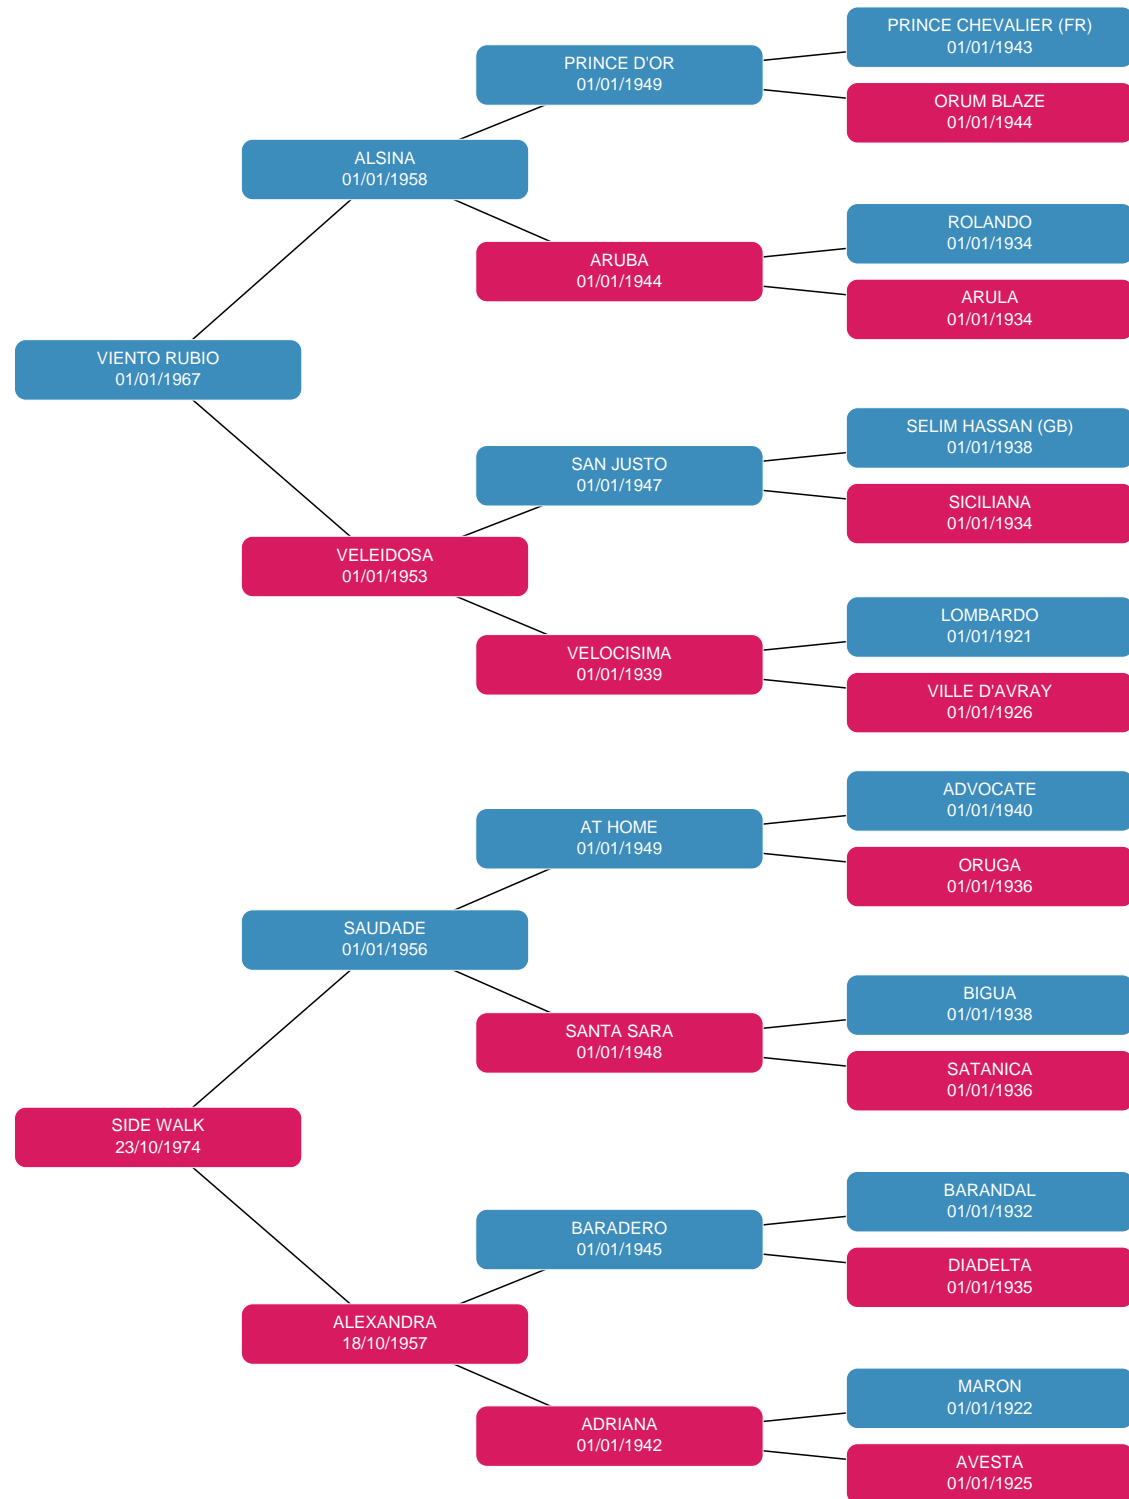 PRINCE CHEVALIER (FR)
01/01/1943
PRINCE D'OR
01/01/1949
ORUM BLAZE
01/01/1944
ALSINA
01/01/1958
ROLANDO
01/01/1934
ARUBA
01/01/1944
ARULA
01/01/1934
VIENTO RUBIO
01/01/1967
SELIM HASSAN (GB)
01/01/1938
SAN JUSTO
01/01/1947
SICILIANA
01/01/1934
VELEIDOSA
01/01/1953
LOMBARDO
01/01/1921
VELOCISIMA
01/01/1939
VILLE D'AVRAY
01/01/1926
ADVOCATE
01/01/1940
AT HOME
01/01/1949
ORUGA
01/01/1936
SAUDADE
01/01/1956
BIGUA
01/01/1938
SANTA SARA
01/01/1948
SATANICA
01/01/1936
SIDE WALK
23/10/1974
BARANDAL
01/01/1932
BARADERO
01/01/1945
DIADELTA
01/01/1935
ALEXANDRA
18/10/1957
MARON
01/01/1922
ADRIANA
01/01/1942
AVESTA
01/01/1925